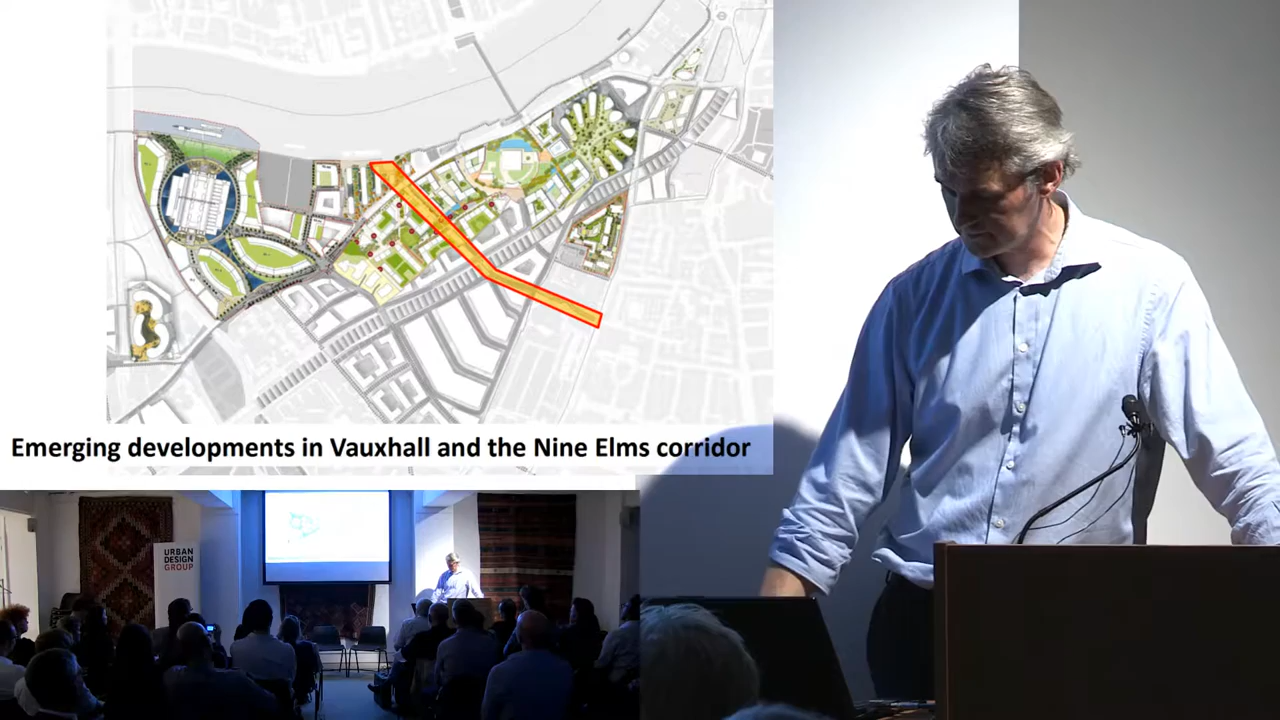 Emerging developments in Vauxhall and the Nine Elms corridor
URBAN
DESIGN
GROUP